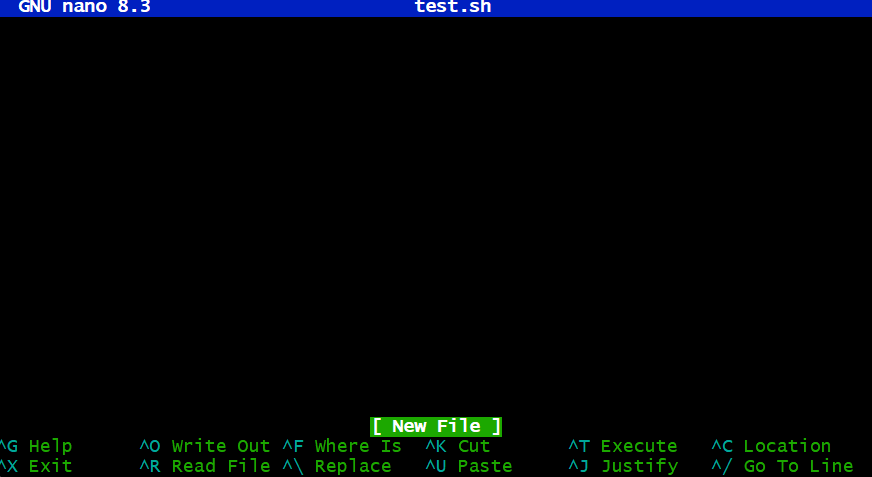 GNU nano 8.3 test.sh
[ New File ]
^G Help ^O Write Out ^F Where Is ^K Cut ^T Execute ^C Location
^X Exit ^R Read File ^\ Replace ^U Paste ^J Justify ^/ Go To Line